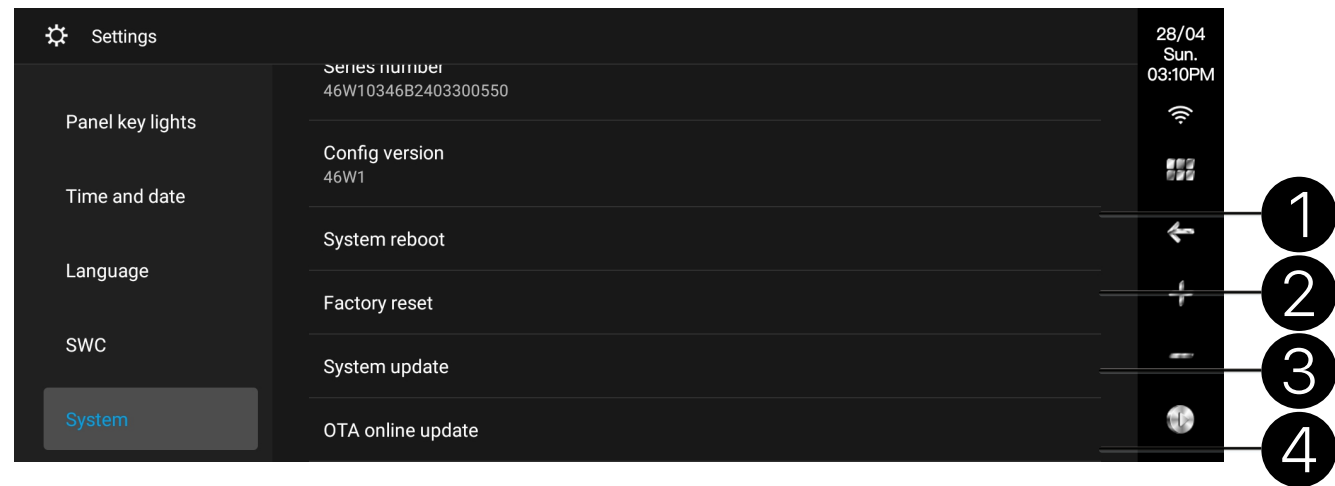 Settings
28/04
Sun.
03:10PM
Series number
46W10346B2403300550
Panel key lights
Config version
46W1
Time and date
1
System reboot
Language
Factory reset
2
SWC
System update
3
System
OTA online update
4